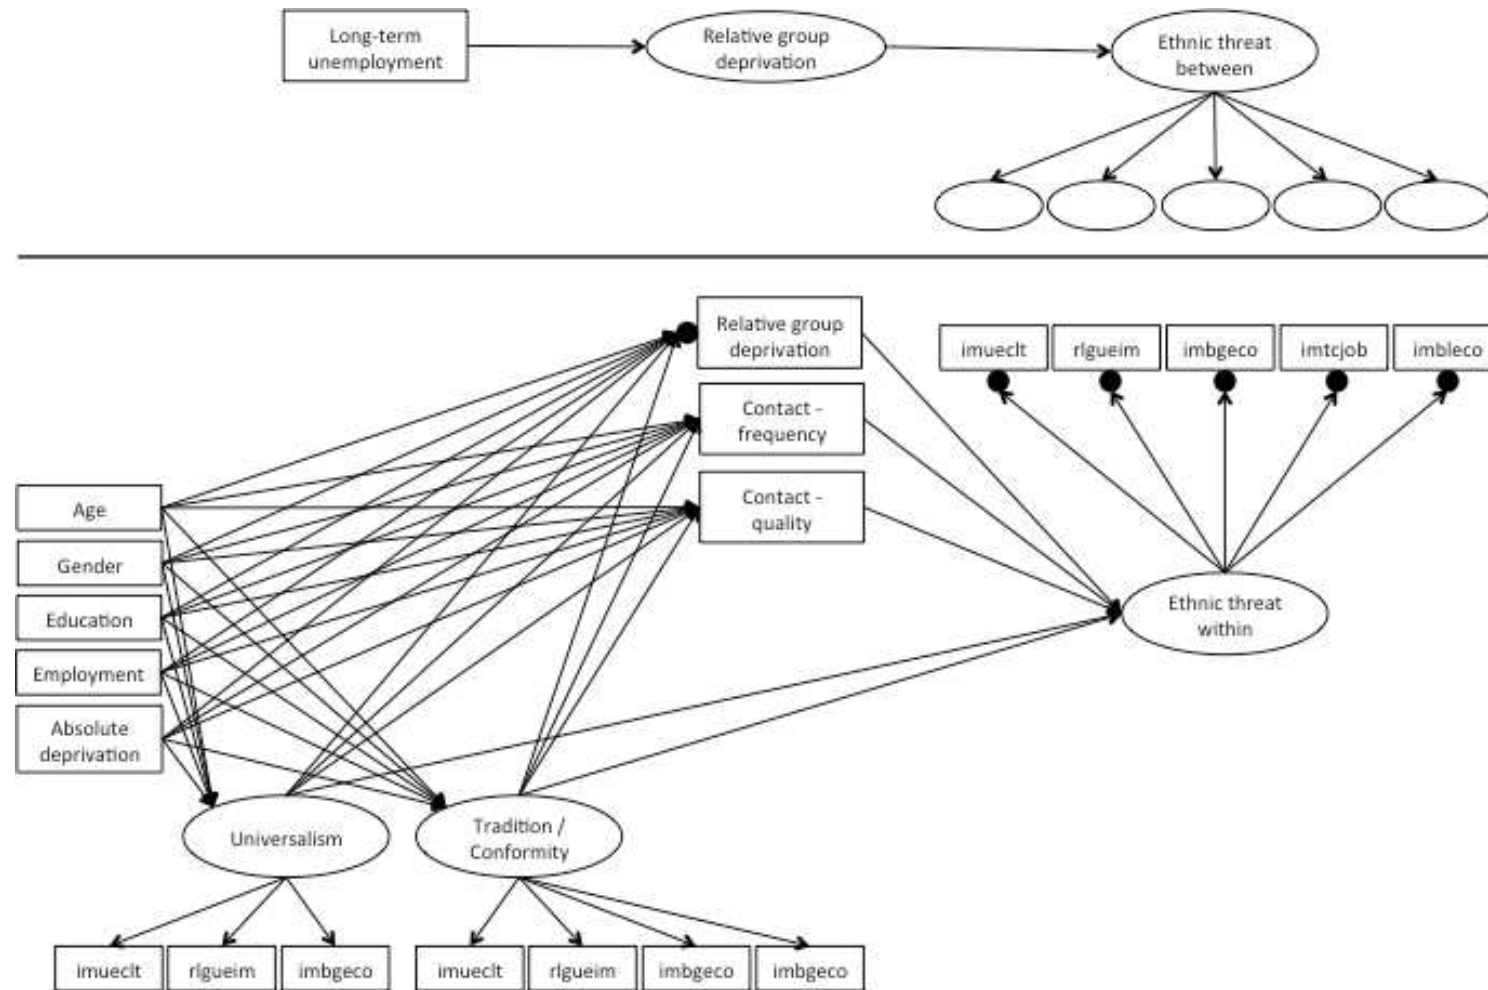 Long-term
unemployment
Relative group
deprivation
Ethnic threat
between
Relative group
deprivation
Contact -
frequency
Contact -
quality
imueclt
rlgueim
imbgeco
imtcjob
imbleco
Age
Gender
Education
Employment
Absolute
deprivation
Ethnic threat
within
Universalism
Tradition /
Conformity
imueclt
rlgueim
imbgeco
imueclt
rlgueim
imbgeco
imbgeco